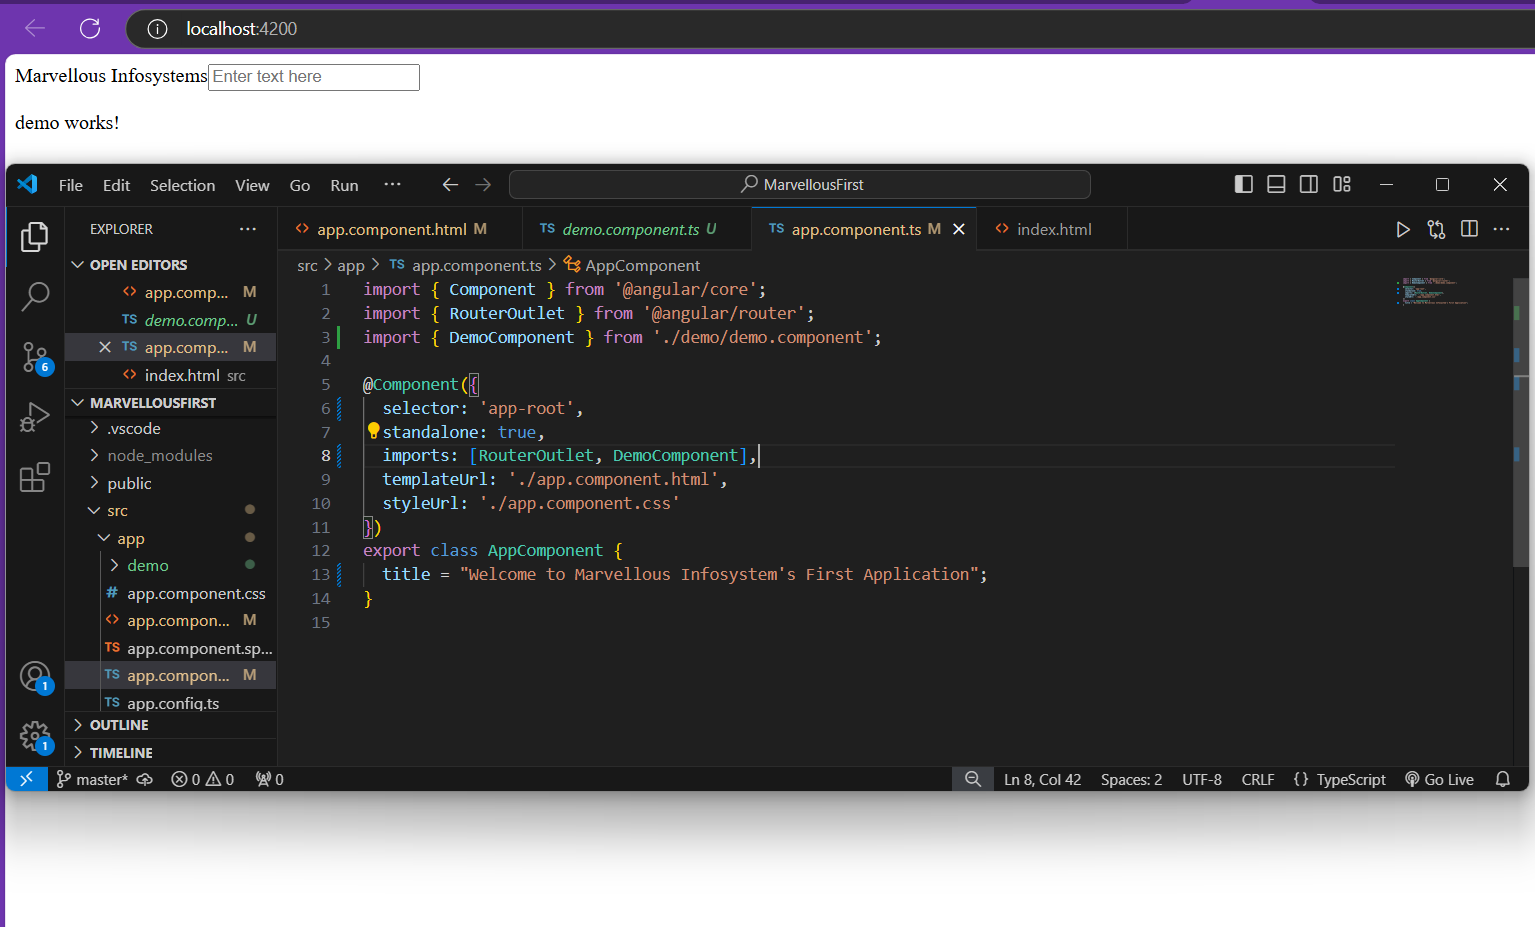 localhost:4200
Marvellous Infosystems Enter text here
demo works!
File Edit Selection View Go Run ··· MarvellousFirst
EXPLORER ···
OPEN EDITORS
app.comp... M
demo.comp... U
app.comp... M
index.html src
MARVELLOUSFIRST
.vscode
node_modules
public
src
app
demo
# app.component.css
app.compon... M
TS app.component.sp...
TS app.compon... M
TS app.config.ts
OUTLINE
TIMELINE
6
1
1
app.component.html M TS demo.component.ts U TS app.component.ts M index.html
src > app > TS app.component.ts > AppComponent
1 import { Component } from '@angular/core';
2 import { RouterOutlet } from '@angular/router';
3 import { DemoComponent } from './demo/demo.component';
4
5 @Component({
6 selector: 'app-root',
7 standalone: true,
8 imports: [RouterOutlet, DemoComponent],
9 templateUrl: './app.component.html',
10 styleUrl: './app.component.css'
11 })
12 export class AppComponent {
13 title = "Welcome to Marvellous Infosystem's First Application";
14 }
15
master* 0 0 0 Ln 8, Col 42 Spaces: 2 UTF-8 CRLF {} TypeScript Go Live